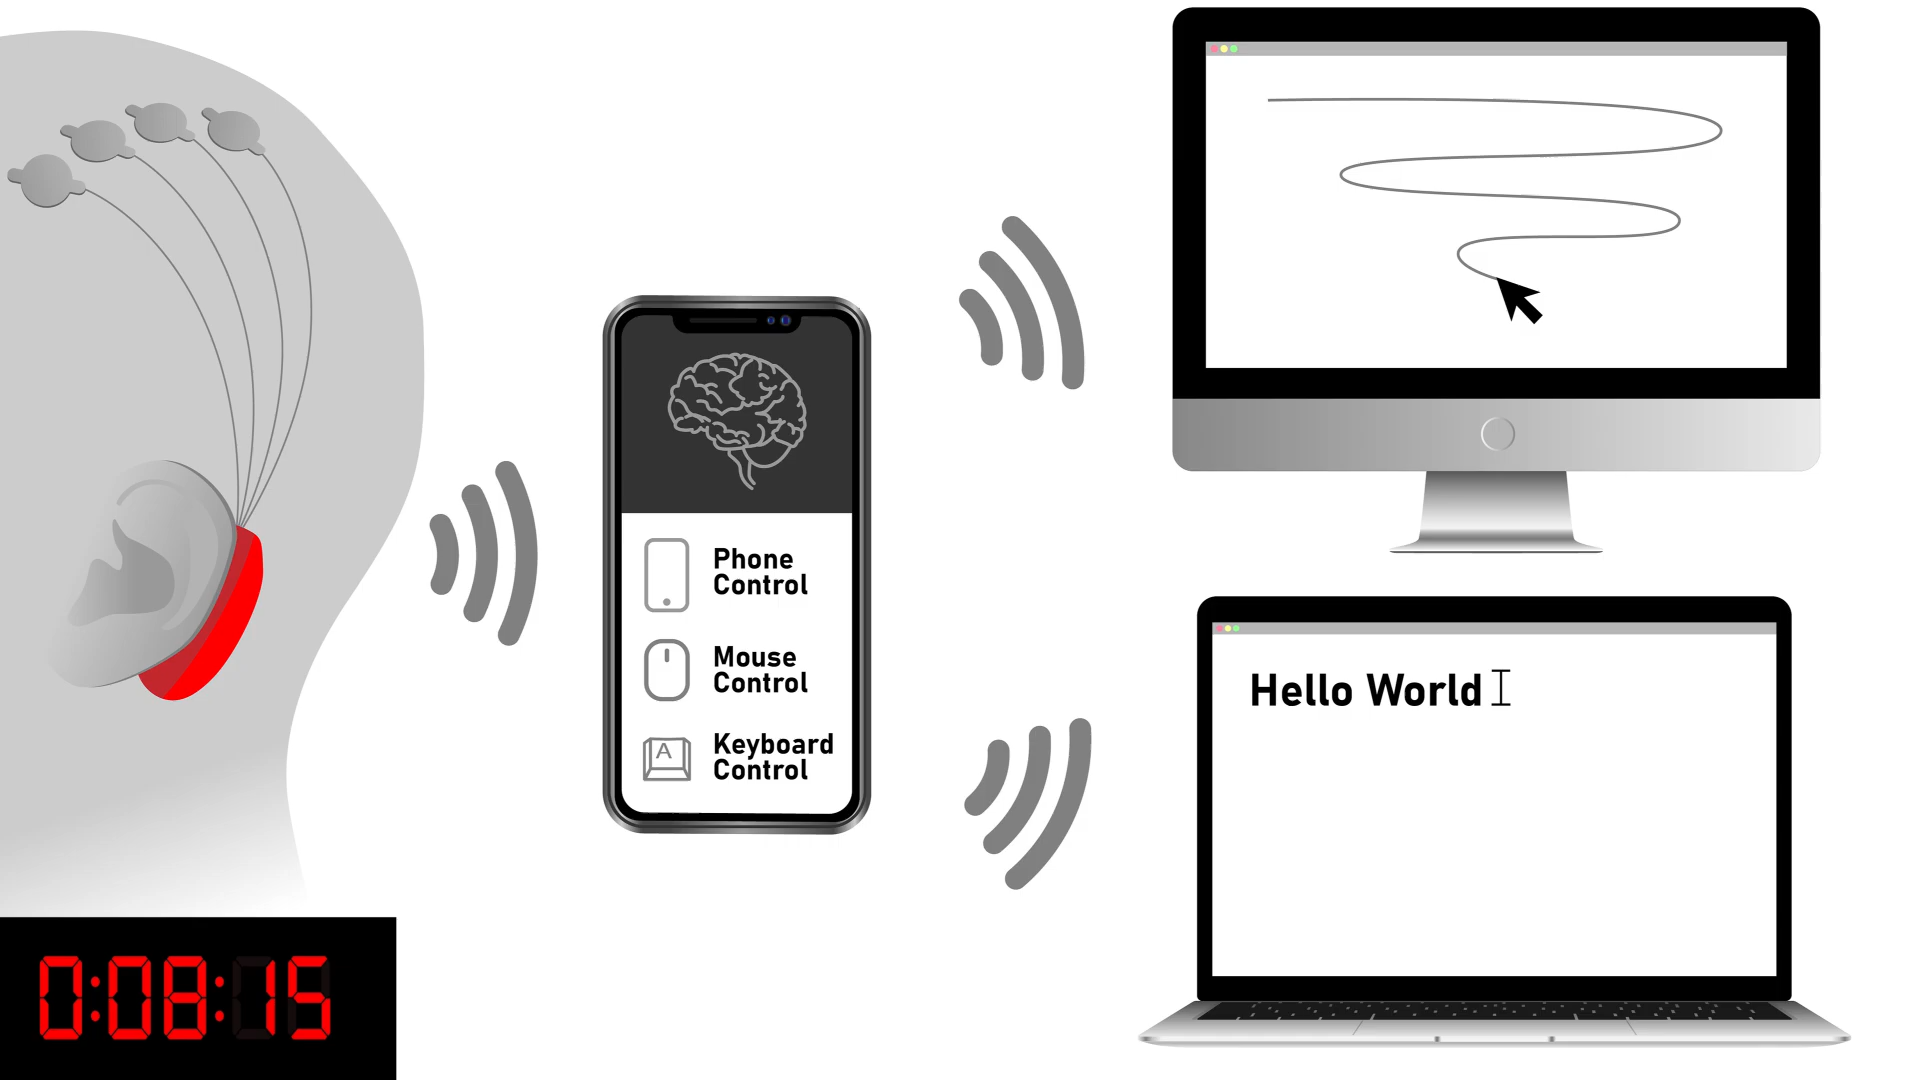 Phone
Control
Mouse
Control
A
Keyboard
Control
Hello World
0:08:15